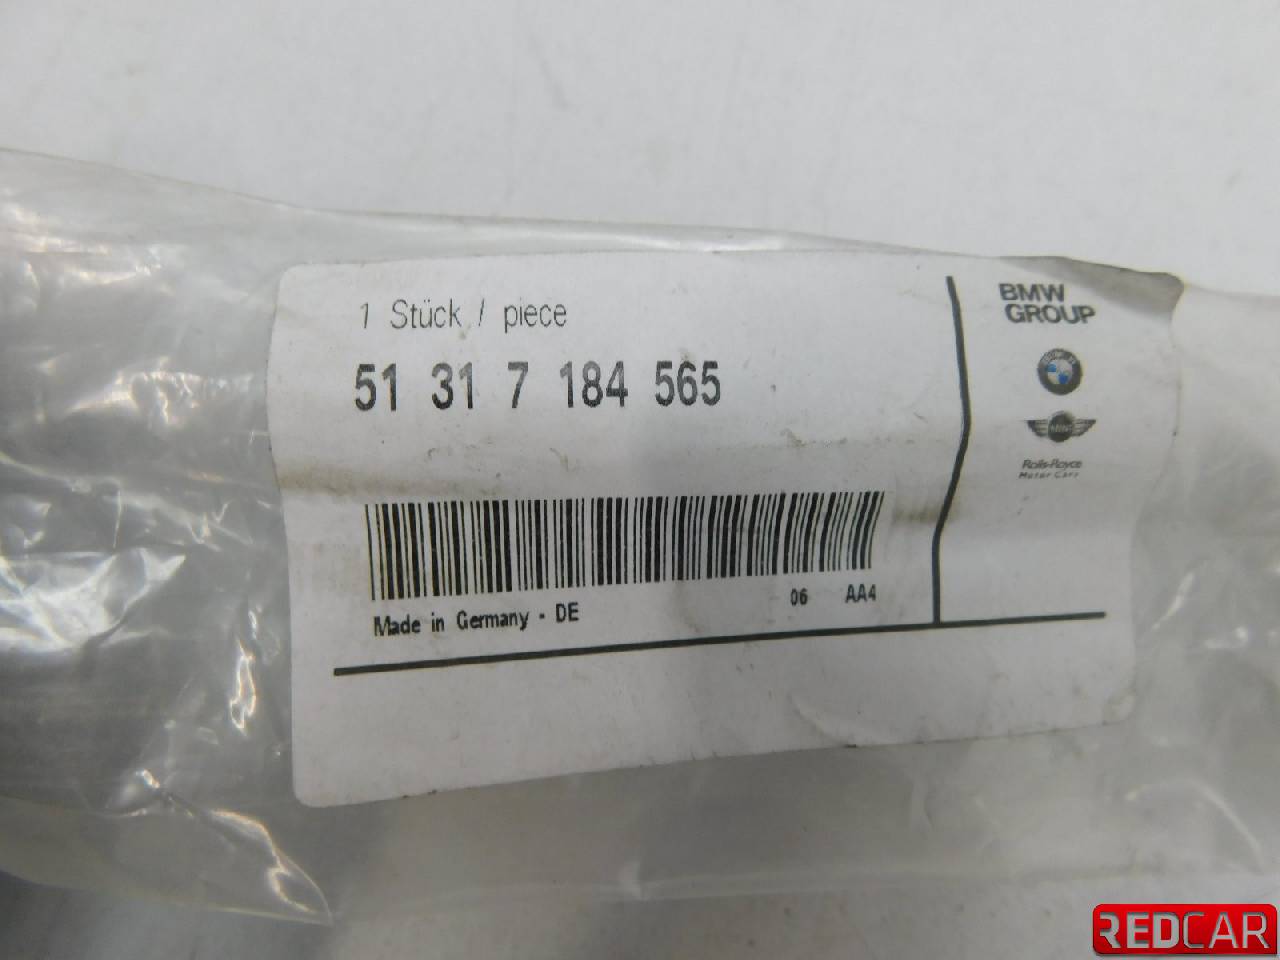 1 Stück / piece
51 31 7 184 565
Made in Germany - DE
06 AA4
BMW
GROUP
MINI
Rolls-Royce
Motor Cars
REDCAR